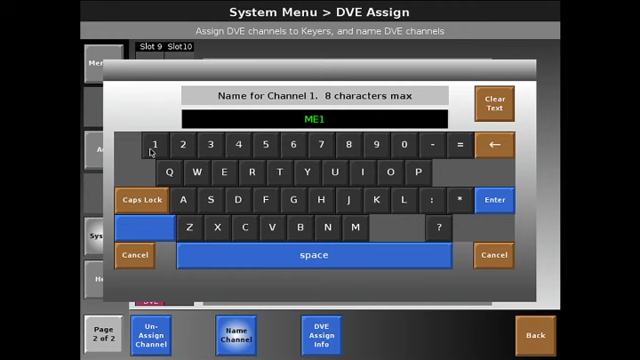 System Menu > DVE Assign
Assign DVE channels to Keyers, and name DVE channels
Slot 9 Slot10
Name for Channel 1. 8 characters max
Clear Text
ME1
1 2 3 4 5 6 7 8 9 0 - = ←
Q W E R T Y U I O P
Caps Lock A S D F G H J K L : * Enter
Z X C V B N M ?
Cancel space Cancel
DVE
Page 2 of 2
Un-Assign Channel
Name Channel
DVE Assign Info
Back